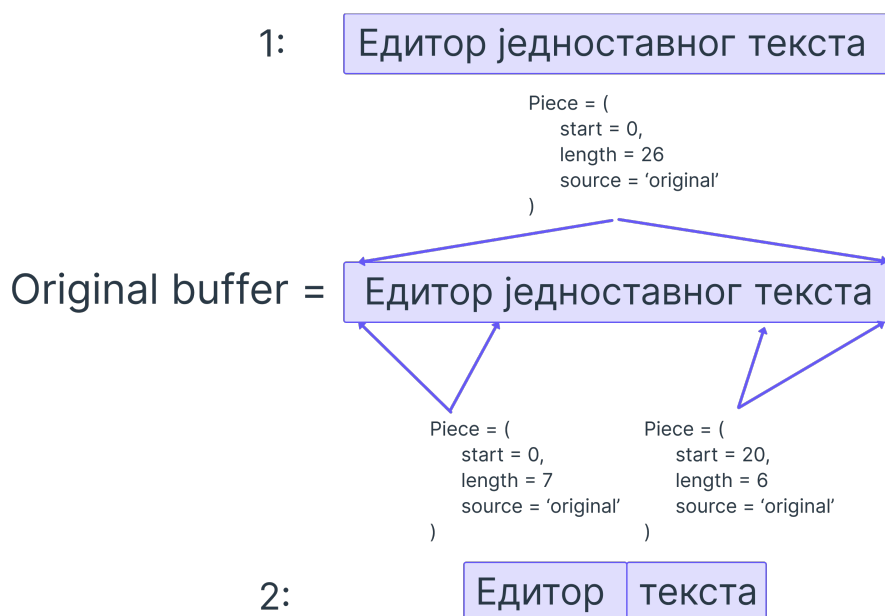 1:
Едитор једноставног текста
Piece = (
start = 0,
length = 26
source = ‘original’
)
Original buffer =
Едитор једноставног текста
Piece = (
start = 0,
length = 7
source = ‘original’
)
Piece = (
start = 20,
length = 6
source = ‘original’
)
2:
Едитор текста